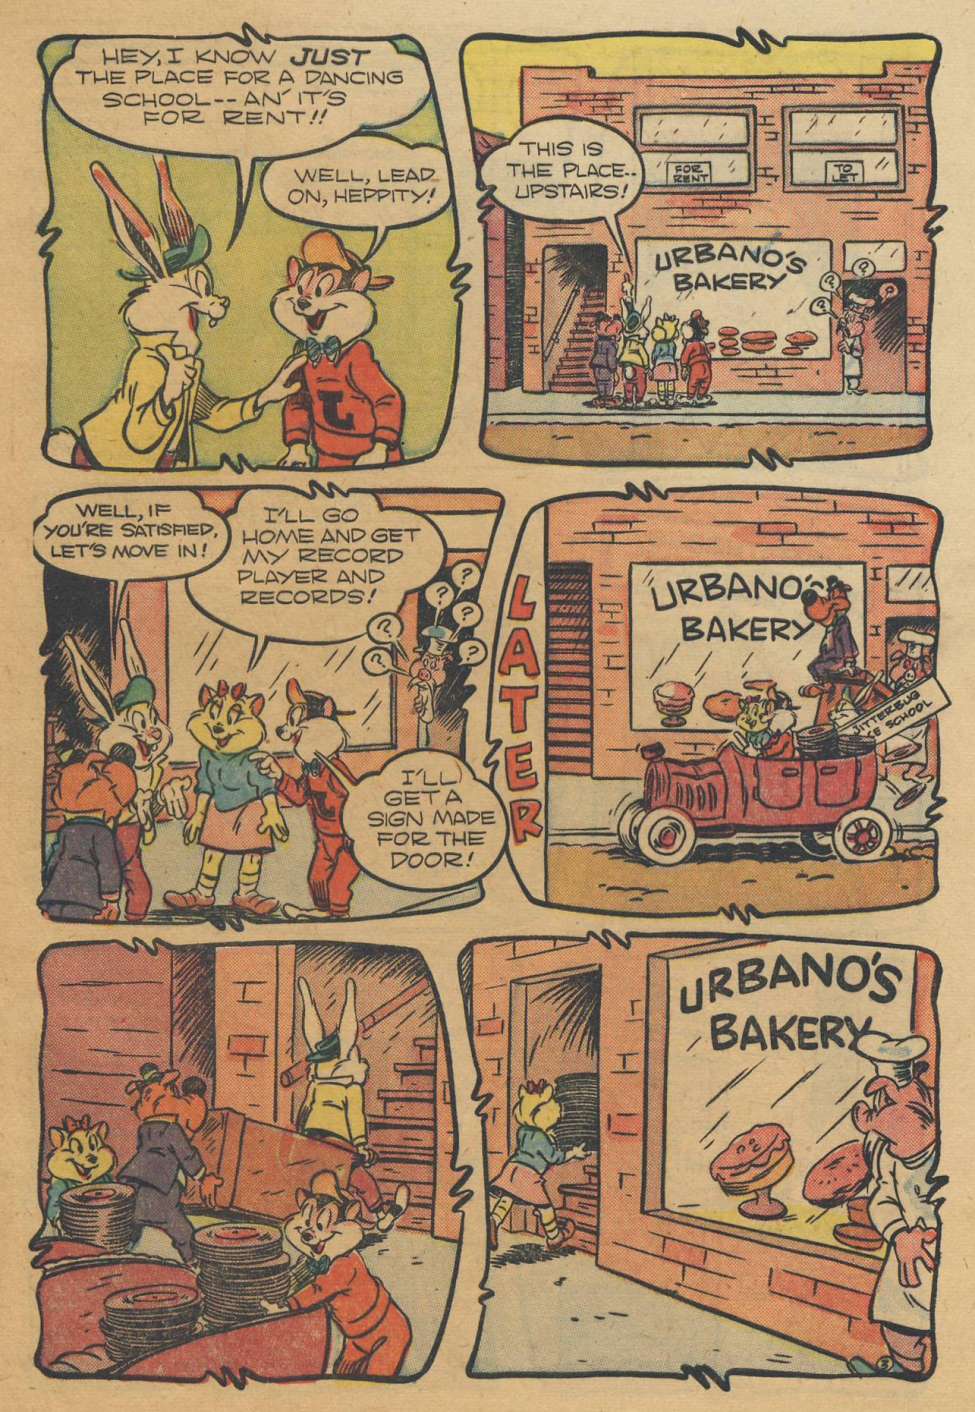 HEY, I KNOW JUST
THE PLACE FOR A DANCING
SCHOOL-- AN' IT'S
FOR RENT!!
WELL, LEAD
ON, HEPPITY!
J
THIS IS
THE PLACE--
UPSTAIRS!
FOR
RENT
TO
LET
URBANO'S
BAKERY
?
?
?
WELL, IF
YOU'RE SATISFIED,
LET'S MOVE IN!
I'LL GO
HOME AND GET
MY RECORD
PLAYER AND
RECORDS!
?
?
?
?
?
I'LL
GET A
SIGN MADE
FOR THE
DOOR!
LATER
URBANO'S
BAKERY
JITTERBUG
CE SCHOOL
URBANO'S
BAKERY
3